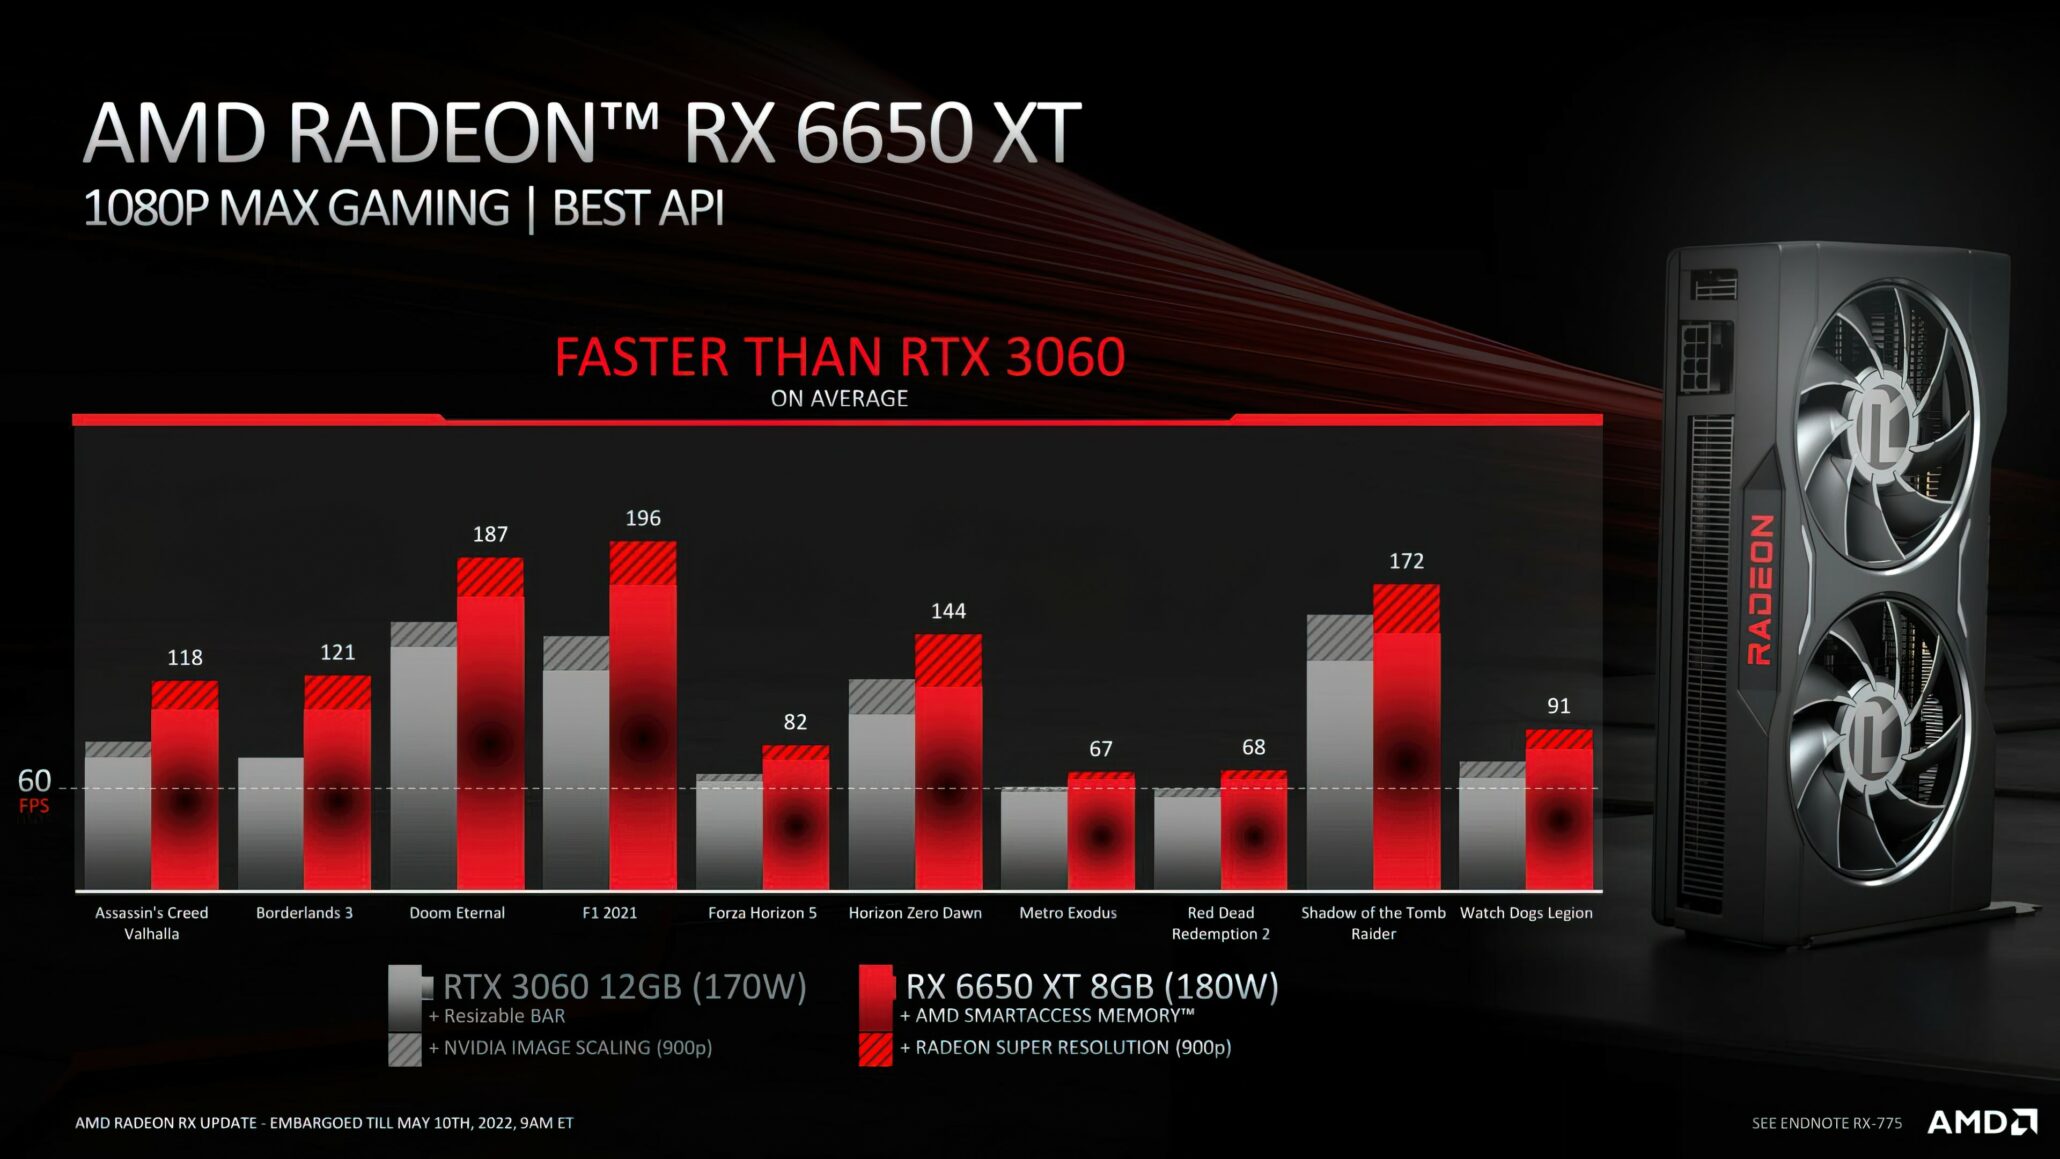 AMD RADEON™ RX 6650 XT
1080P MAX GAMING | BEST API
FASTER THAN RTX 3060
ON AVERAGE
118
121
187
196
82
144
67
68
172
91
60
FPS
Assassin's Creed
Valhalla
Borderlands 3
Doom Eternal
F1 2021
Forza Horizon 5
Horizon Zero Dawn
Metro Exodus
Red Dead
Redemption 2
Shadow of the Tomb
Raider
Watch Dogs Legion
RTX 3060 12GB (170W)
+ Resizable BAR
+ NVIDIA IMAGE SCALING (900p)
RX 6650 XT 8GB (180W)
+ AMD SMARTACCESS MEMORY™
+ RADEON SUPER RESOLUTION (900p)
RADEON
AMD RADEON RX UPDATE - EMBARGOED TILL MAY 10TH, 2022, 9AM ET
SEE ENDNOTE RX-775
AMD